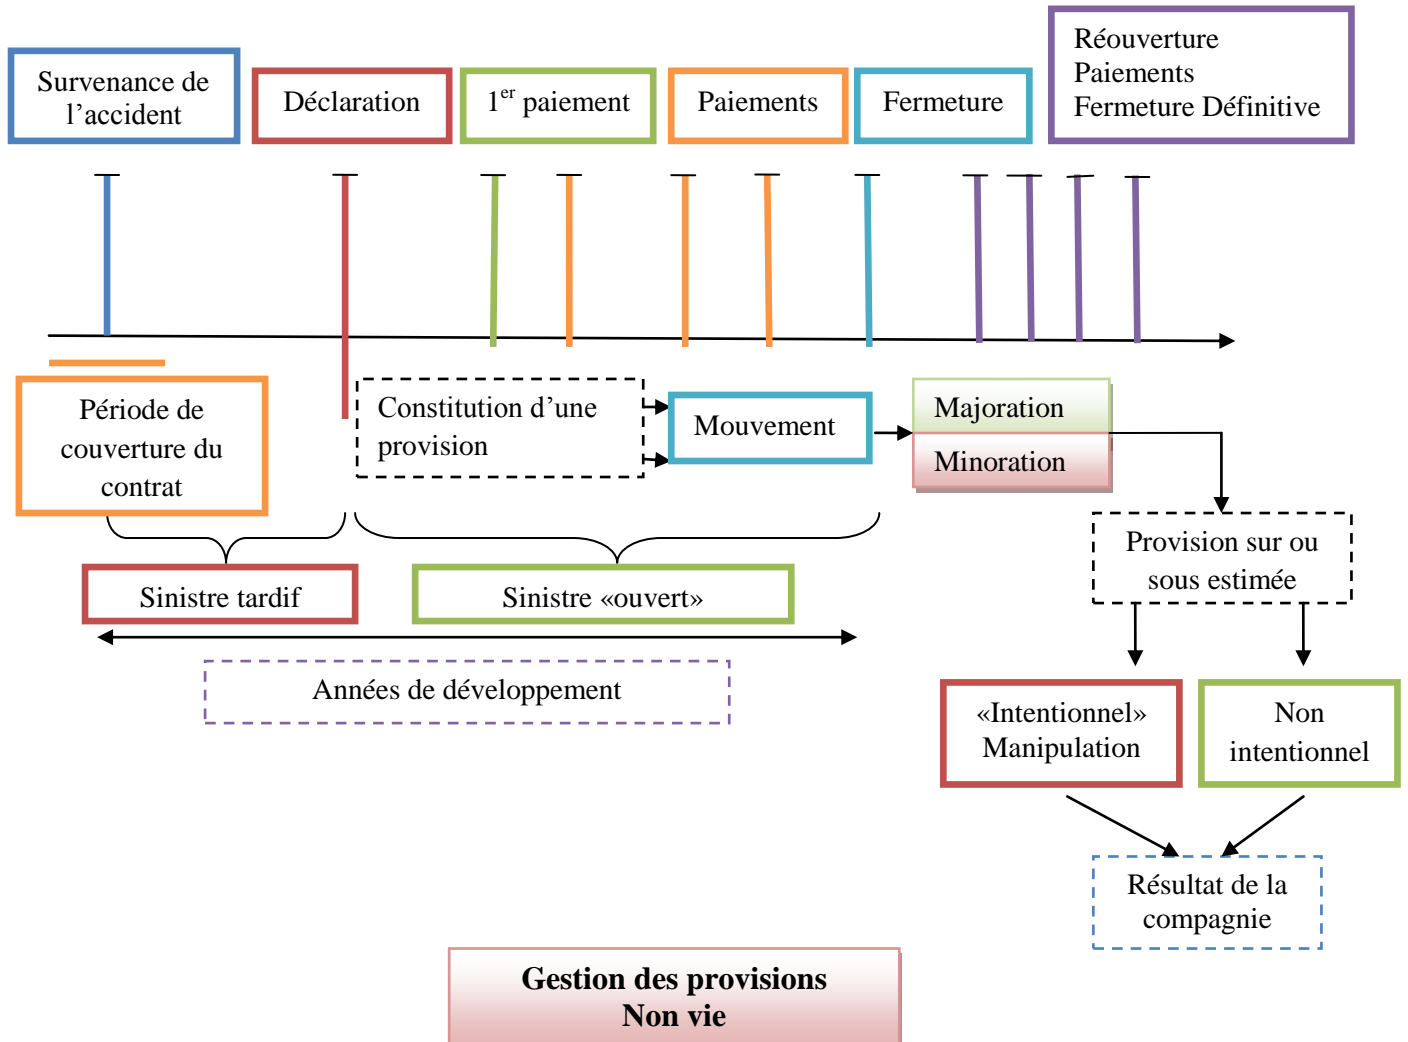 Survenance de
l’accident
Déclaration
1er paiement
Paiements
Fermeture
Réouverture
Paiements
Fermeture Définitive
Période de
couverture du
contrat
Constitution d’une
provision
Mouvement
Majoration
Minoration
Provision sur ou
sous estimée
Sinistre tardif
Sinistre «ouvert»
Années de développement
«Intentionnel»
Manipulation
Non
intentionnel
Résultat de la
compagnie
Gestion des provisions
Non vie